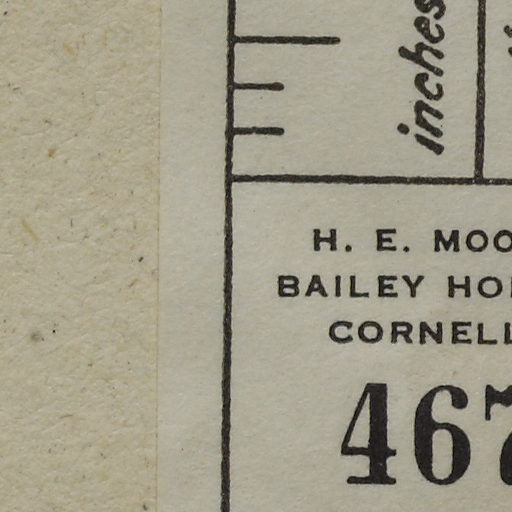 inches
H. E. MOO
BAILEY HO
CORNELL
467